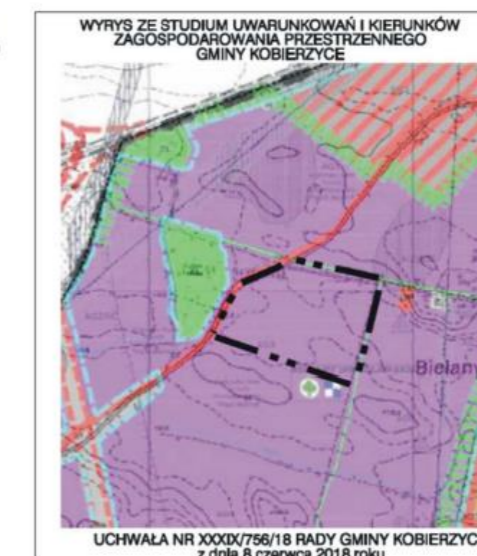 WYRYS ZE STUDIUM UWARUNKOWAŃ I KIERUNKÓW
ZAGOSPODAROWANIA PRZESTRZENNEGO
GMINY KOBIERZYCE
Bielany
UCHWAŁA NR XXXIX/756/18 RADY GMINY KOBIERZYC
z dnia 8 czerwca 2018 roku